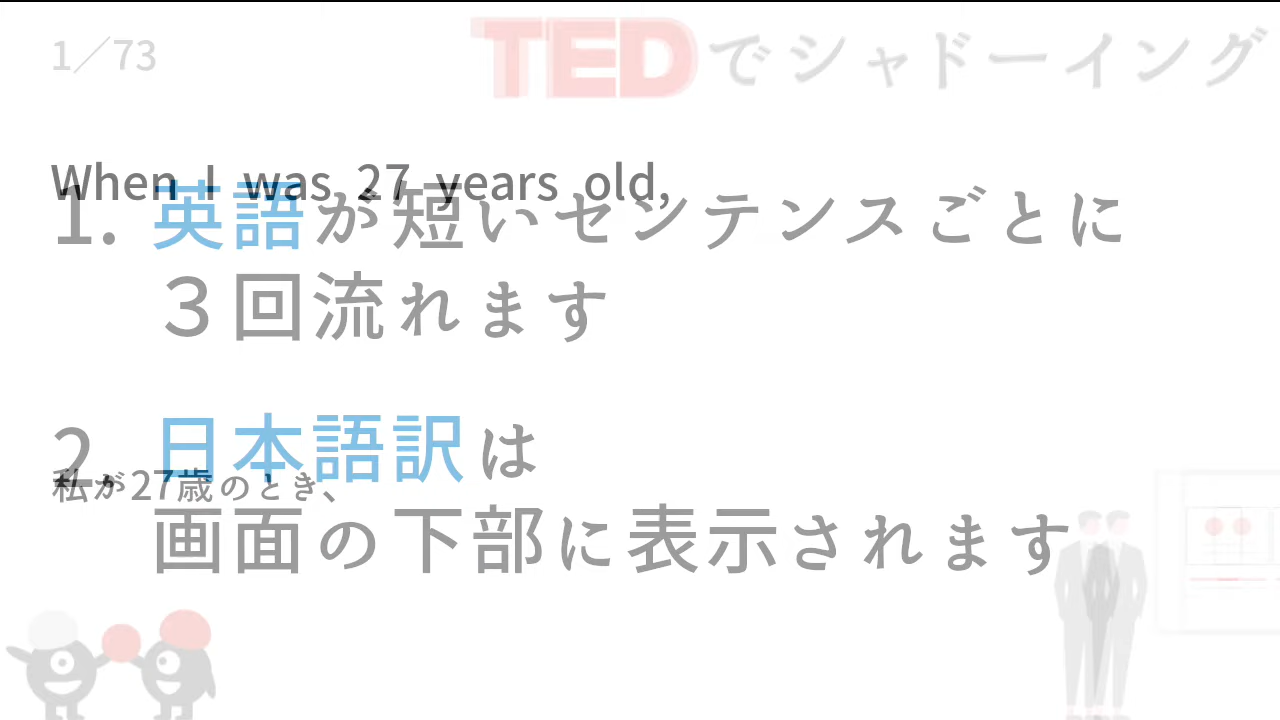 1／73
TEDでシャドーイング
When I was 27 years old,
1. 英語が短いセンテンスごとに
３回流れます
2. 日本語訳は
私が27歳のとき、
画面の下部に表示されます